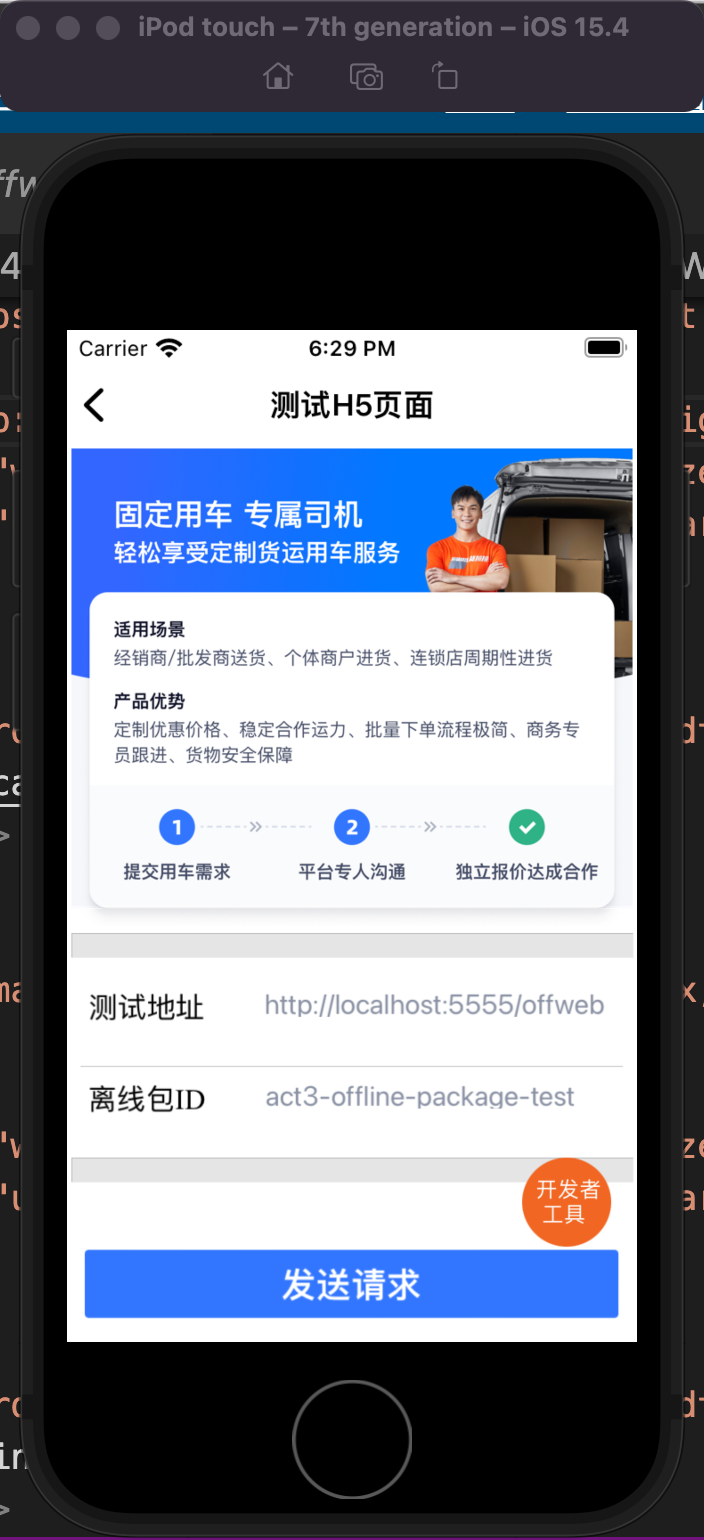 iPod touch – 7th generation – iOS 15.4
Carrier
6:29 PM
测试H5页面
固定用车 专属司机
轻松享受定制货运用车服务
适用场景
经销商/批发商送货、个体商户进货、连锁店周期性进货
产品优势
定制优惠价格、稳定合作运力、批量下单流程极简、商务专
员跟进、货物安全保障
1
2
提交用车需求
平台专人沟通
独立报价达成合作
测试地址
http://localhost:5555/offweb
离线包ID
act3-offline-package-test
开发者
工具
发送请求